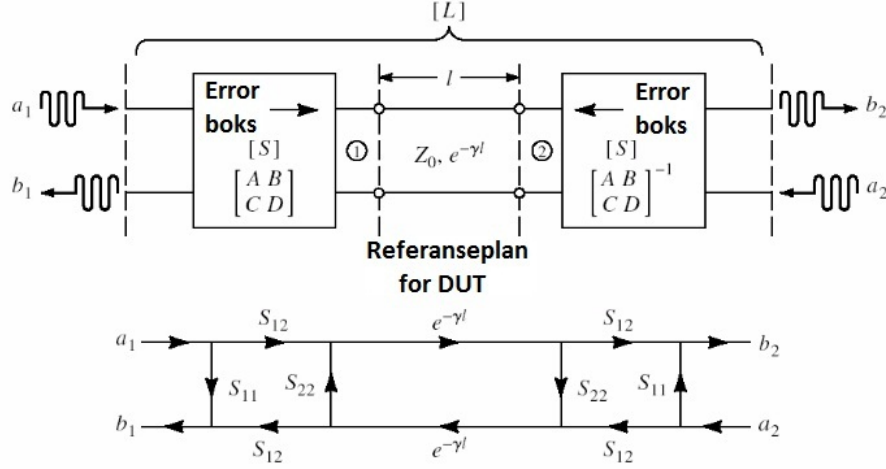 [L]
l
a₁
Error
boks
[S]
[A B
C D]
①
Z₀, e^{-γl}
②
Error
boks
[S]
[A B
C D]⁻¹
b₂
b₁
a₂
Referanseplan
for DUT
a₁
S₁₂
e^{-γl}
S₁₂
b₂
S₁₁
S₂₂
S₂₂
S₁₁
b₁
S₁₂
e^{-γl}
S₁₂
a₂